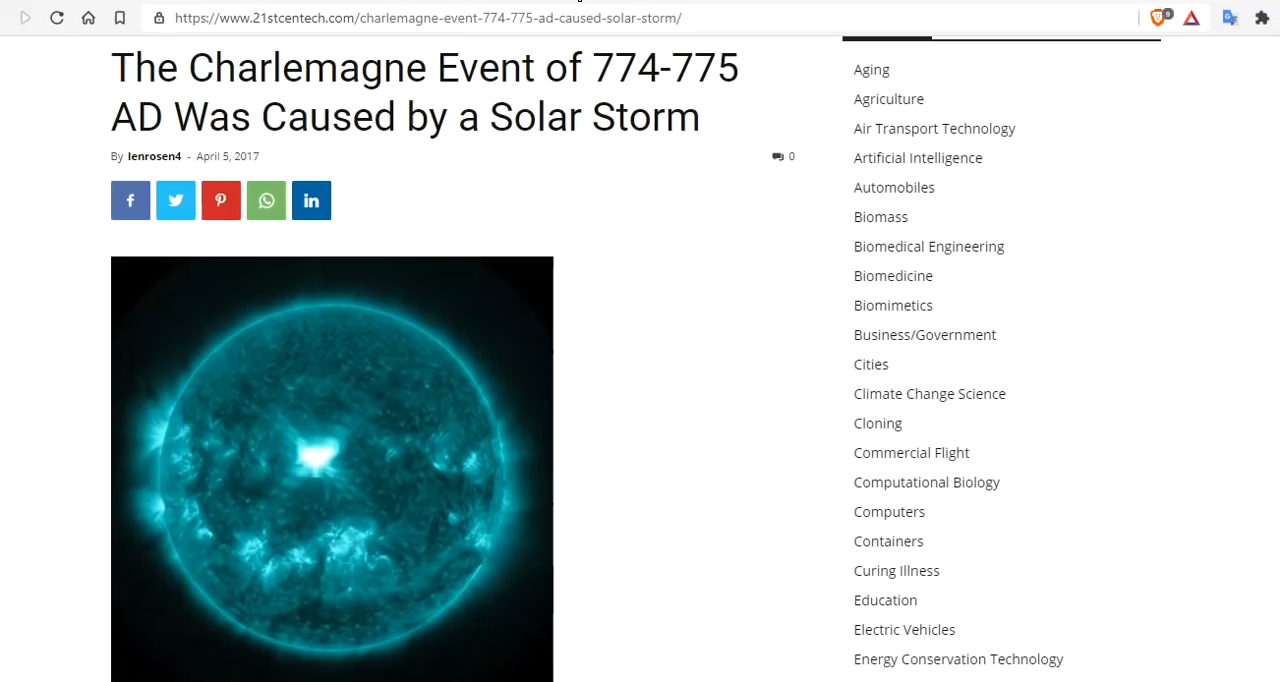 https://www.21stcentech.com/charlemagne-event-774-775-ad-caused-solar-storm/
9
The Charlemagne Event of 774-775
AD Was Caused by a Solar Storm
By lenrosen4 - April 5, 2017
0
Aging
Agriculture
Air Transport Technology
Artificial Intelligence
Automobiles
Biomass
Biomedical Engineering
Biomedicine
Biomimetics
Business/Government
Cities
Climate Change Science
Cloning
Commercial Flight
Computational Biology
Computers
Containers
Curing Illness
Education
Electric Vehicles
Energy Conservation Technology